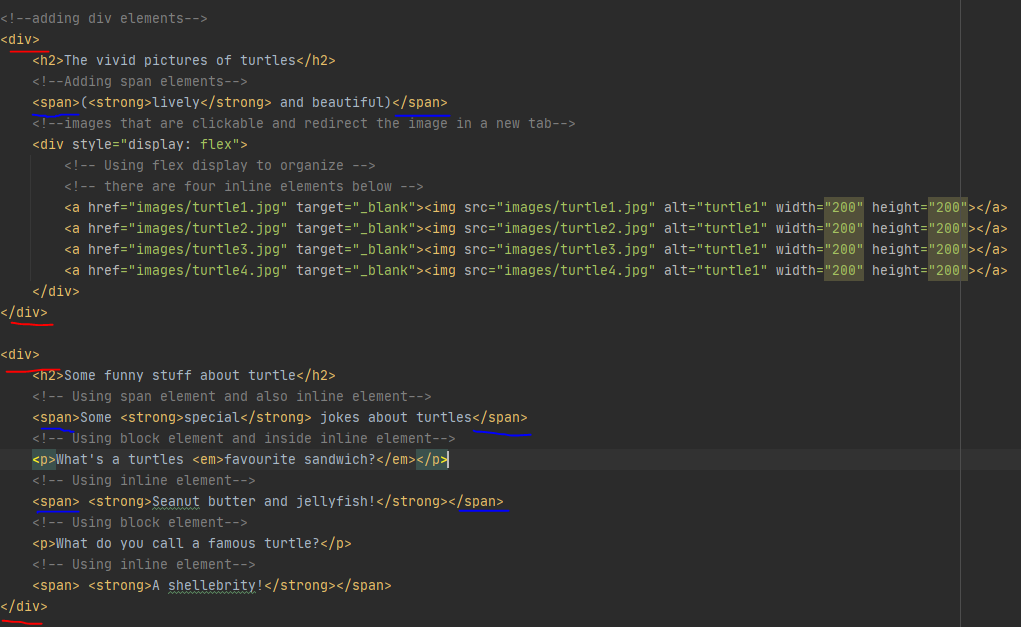 <!--adding div elements-->
<div>
<h2>The vivid pictures of turtles</h2>
<!--Adding span elements-->
<span>(<strong>lively</strong> and beautiful)</span>
<!--images that are clickable and redirect the image in a new tab-->
<div style="display: flex">
<!-- Using flex display to organize -->
<!-- there are four inline elements below -->
<a href="images/turtle1.jpg" target="_blank"><img src="images/turtle1.jpg" alt="turtle1" width="200" height="200"></a>
<a href="images/turtle2.jpg" target="_blank"><img src="images/turtle2.jpg" alt="turtle1" width="200" height="200"></a>
<a href="images/turtle3.jpg" target="_blank"><img src="images/turtle3.jpg" alt="turtle1" width="200" height="200"></a>
<a href="images/turtle4.jpg" target="_blank"><img src="images/turtle4.jpg" alt="turtle1" width="200" height="200"></a>
</div>
</div>
<div>
<h2>Some funny stuff about turtle</h2>
<!-- Using span element and also inline element-->
<span>Some <strong>special</strong> jokes about turtles</span>
<!-- Using block element and inside inline element-->
<p>What's a turtles <em>favourite sandwich?</em></p>
<!-- Using inline element-->
<span> <strong>Seanut butter and jellyfish!</strong></span>
<!-- Using block element-->
<p>What do you call a famous turtle?</p>
<!-- Using inline element-->
<span> <strong>A shellebrity!</strong></span>
</div>